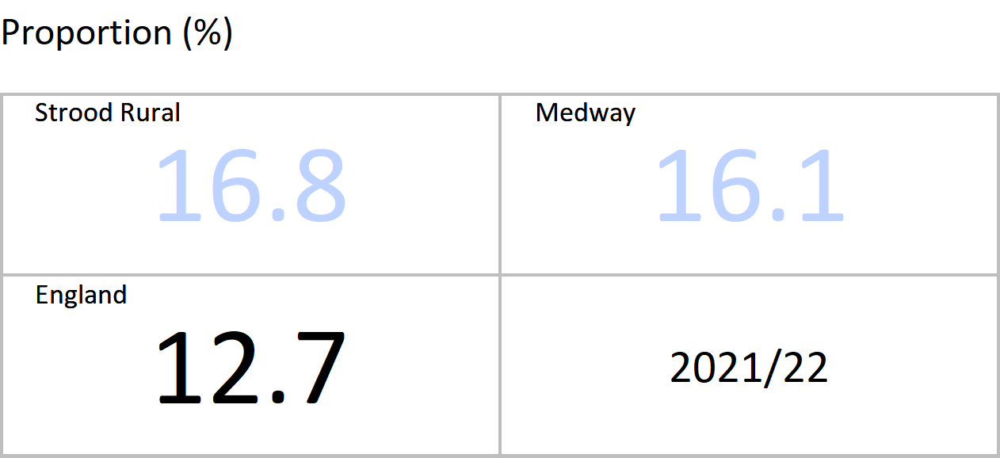 Proportion (%)
Strood Rural
16.8
Medway
16.1
England
12.7
2021/22